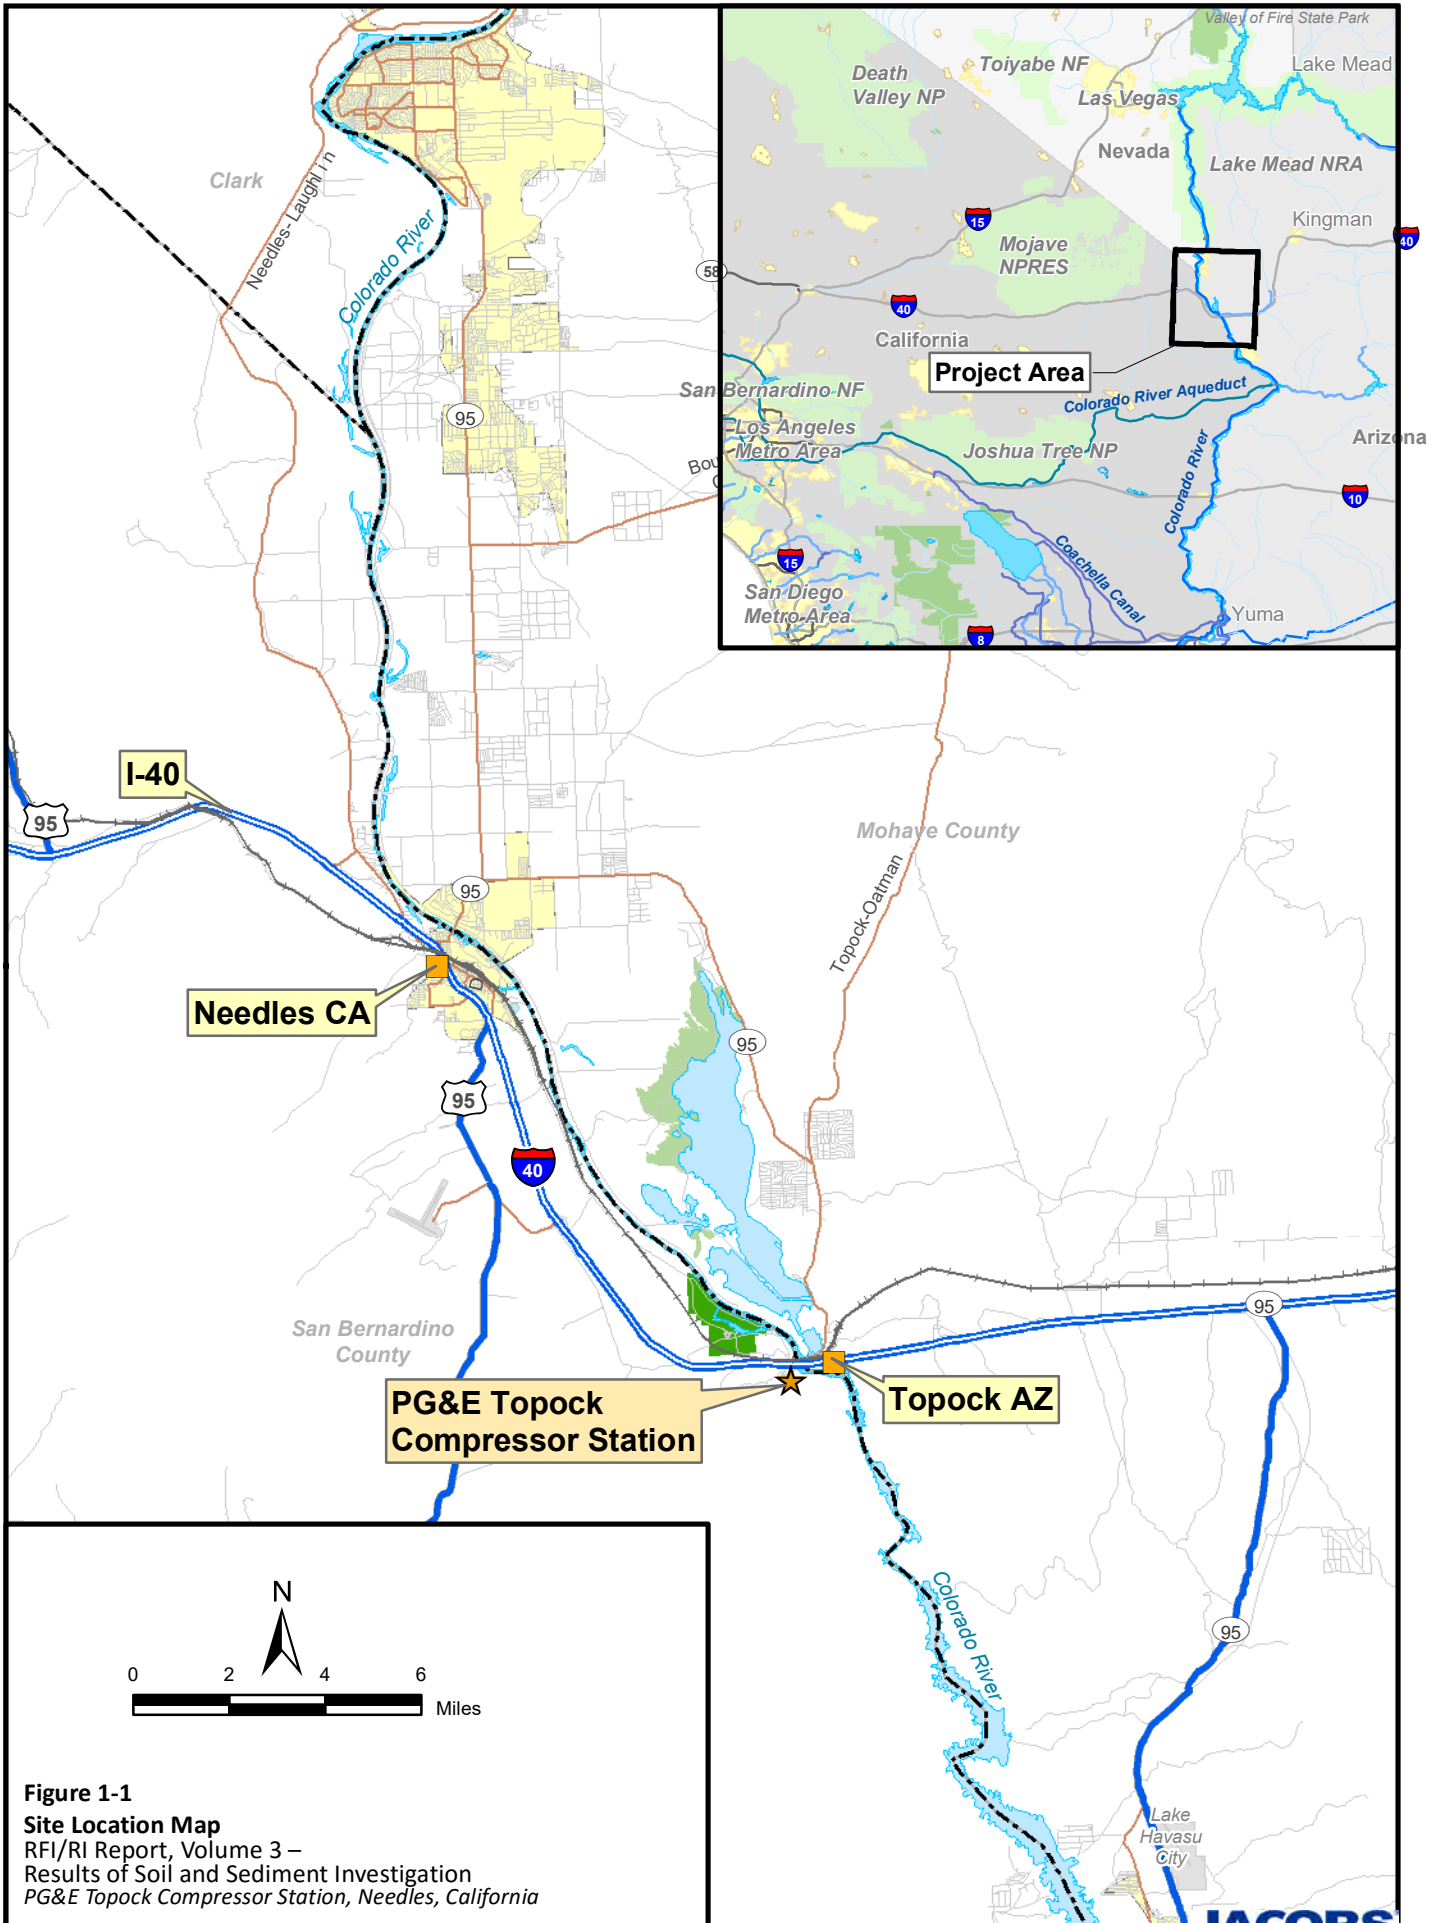 Valley of Fire State Park
Lake Mead
Toiyabe NF
Death
Valley NP
Las Vegas
Nevada
Lake Mead NRA
Kingman
15
40
Mojave
NPRES
58
40
California
Project Area
San Bernardino NF
Colorado River Aqueduct
Los Angeles
Metro Area
Joshua Tree NP
Arizona
Colorado River
10
15
Coachella Canal
San Diego
Metro Area
Yuma
8
Clark
Needles-Laughlin
Colorado River
95
Bou
I-40
95
Mohave County
Topock-Oatman
95
Needles CA
D
95
95
40
San Bernardino
County
95
PG&E Topock
Compressor Station
Topock AZ
Colorado River
95
Lake
Havasu
City
N
0 2 4 6
Miles
Figure 1-1
Site Location Map
RFI/RI Report, Volume 3 –
Results of Soil and Sediment Investigation
PG&E Topock Compressor Station, Needles, California
JACOBS